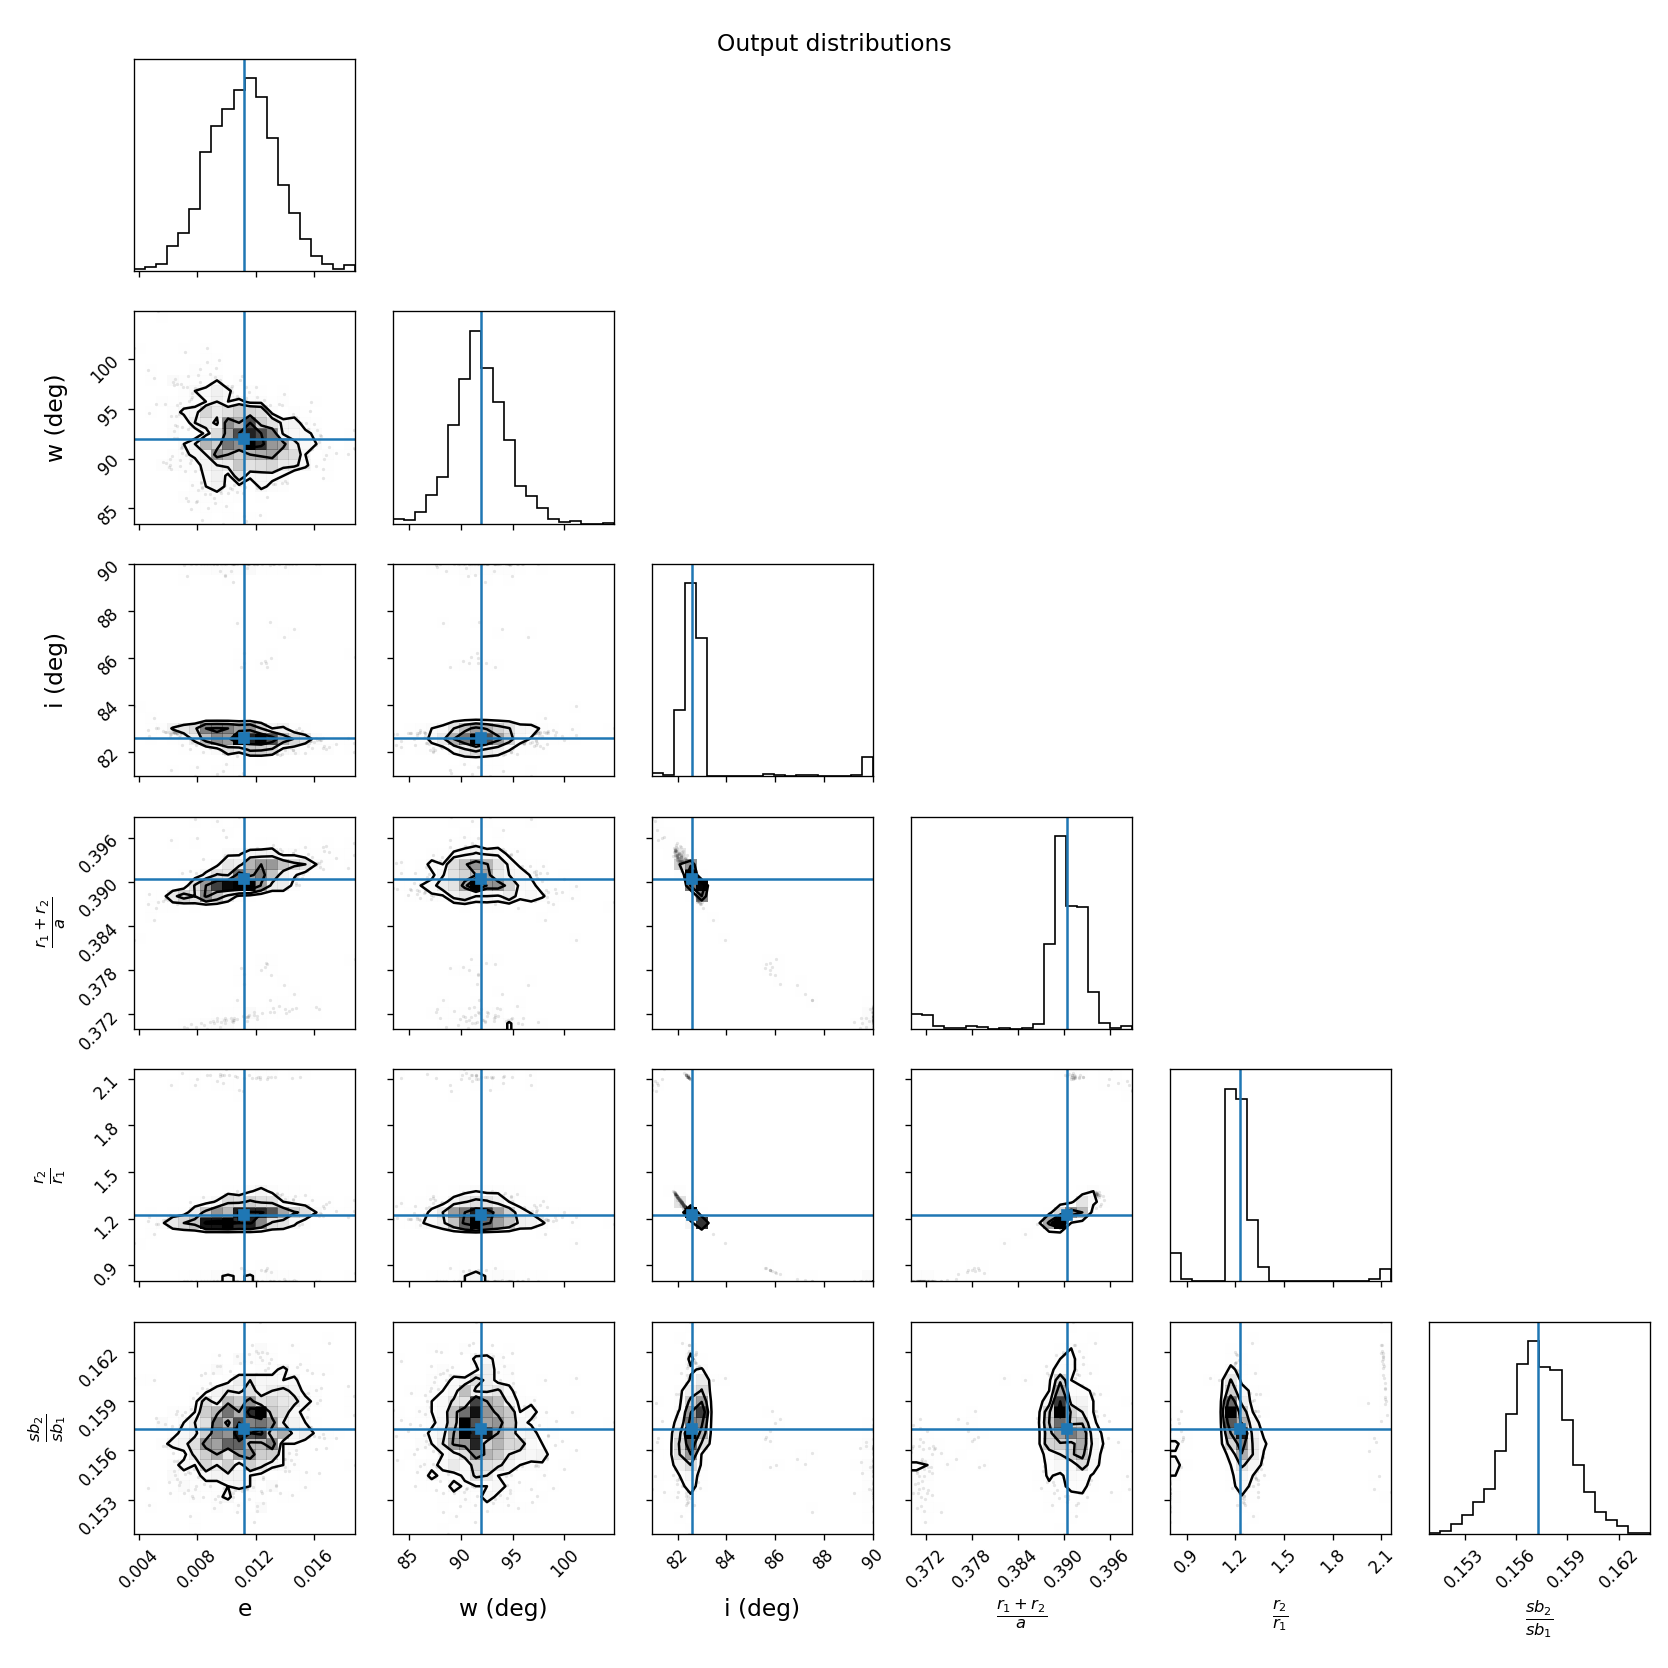 Output distributions
w (deg)
100
95
90
85
i (deg)
90
88
86
84
82
r₁ + r₂
a
0.396
0.390
0.384
0.378
0.372
r₂
r₁
2.1
1.8
1.5
1.2
0.9
sb₂
sb₁
0.162
0.159
0.156
0.153
0.004 0.008 0.012 0.016 85 90 95 100 82 84 86 88 90 0.372 0.378 0.384 0.390 0.396 0.9 1.2 1.5 1.8 2.1 0.153 0.156 0.159 0.162
e w (deg) i (deg) r₁ + r₂ r₂ sb₂
a r₁ sb₁